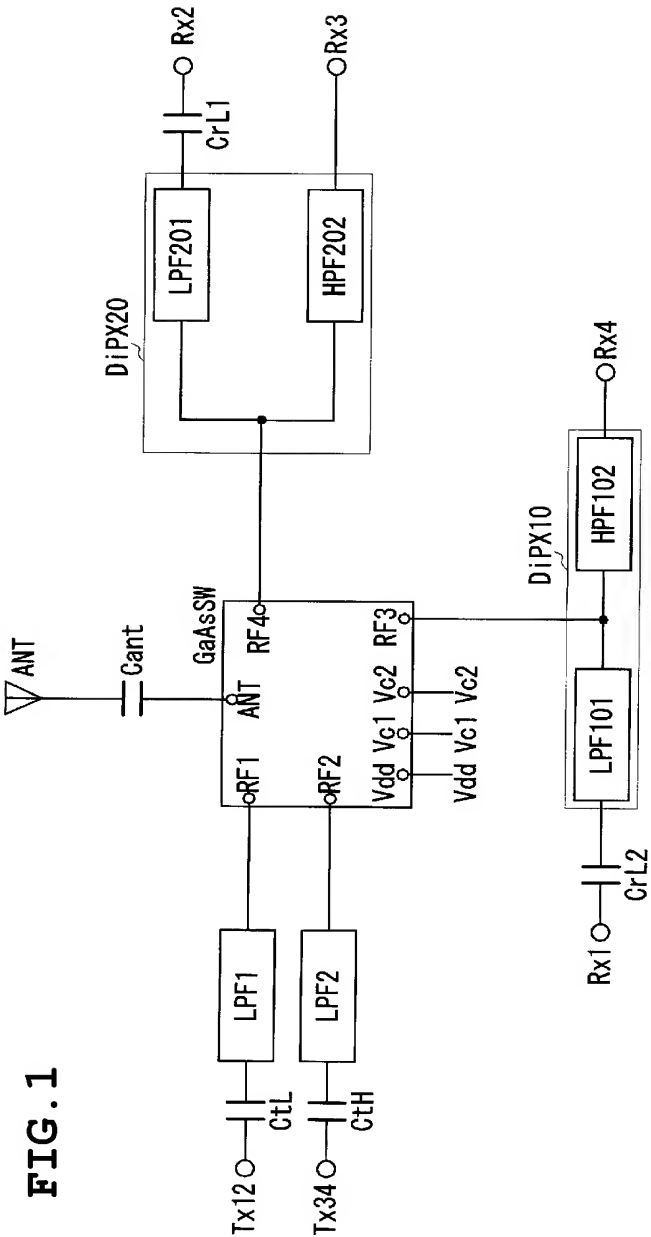 FIG.1
ANT
Cant
GaAsSW
ANT
RF1
RF2
RF4
RF3
Vdd Vc1 Vc2
Vdd Vc1 Vc2
Tx12
CtL
LPF1
Tx34
CtH
LPF2
DiPX20
LPF201
HPF202
CrL1
Rx2
Rx3
DiPX10
LPF101
HPF102
CrL2
Rx1
Rx4